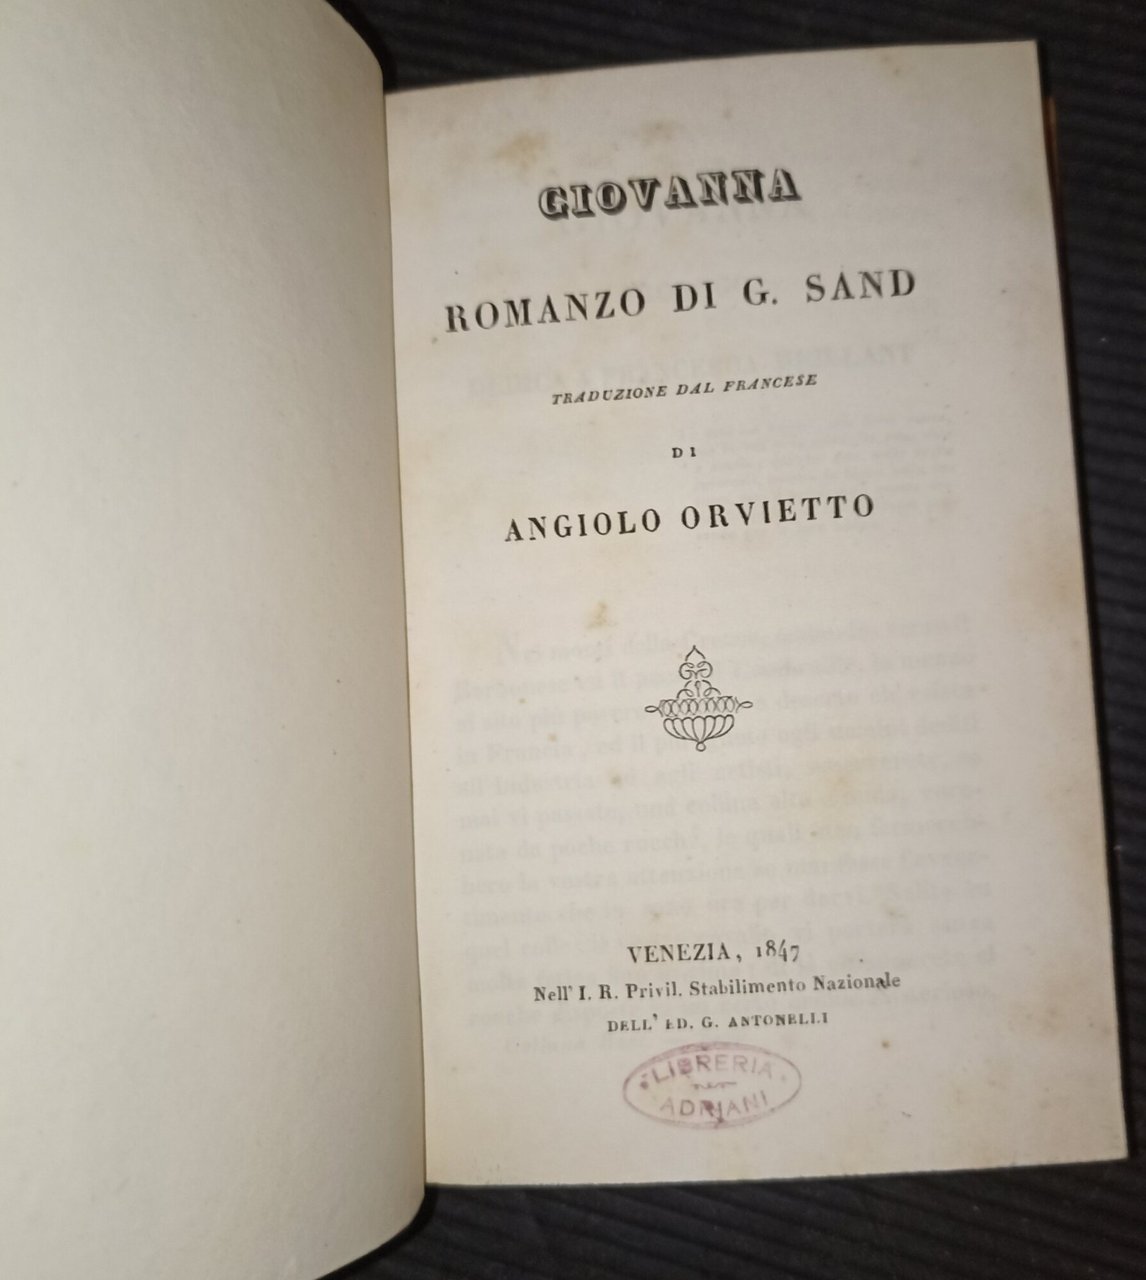 GIOVANNA
ROMANZO DI G. SAND
TRADUZIONE DAL FRANCESE
DI
ANGIOLO ORVIETTO
VENEZIA, 1847
Nell' I. R. Privil. Stabilimento Nazionale
DELL' ED. G. ANTONELLI
LIBRERIA
ADRIANI